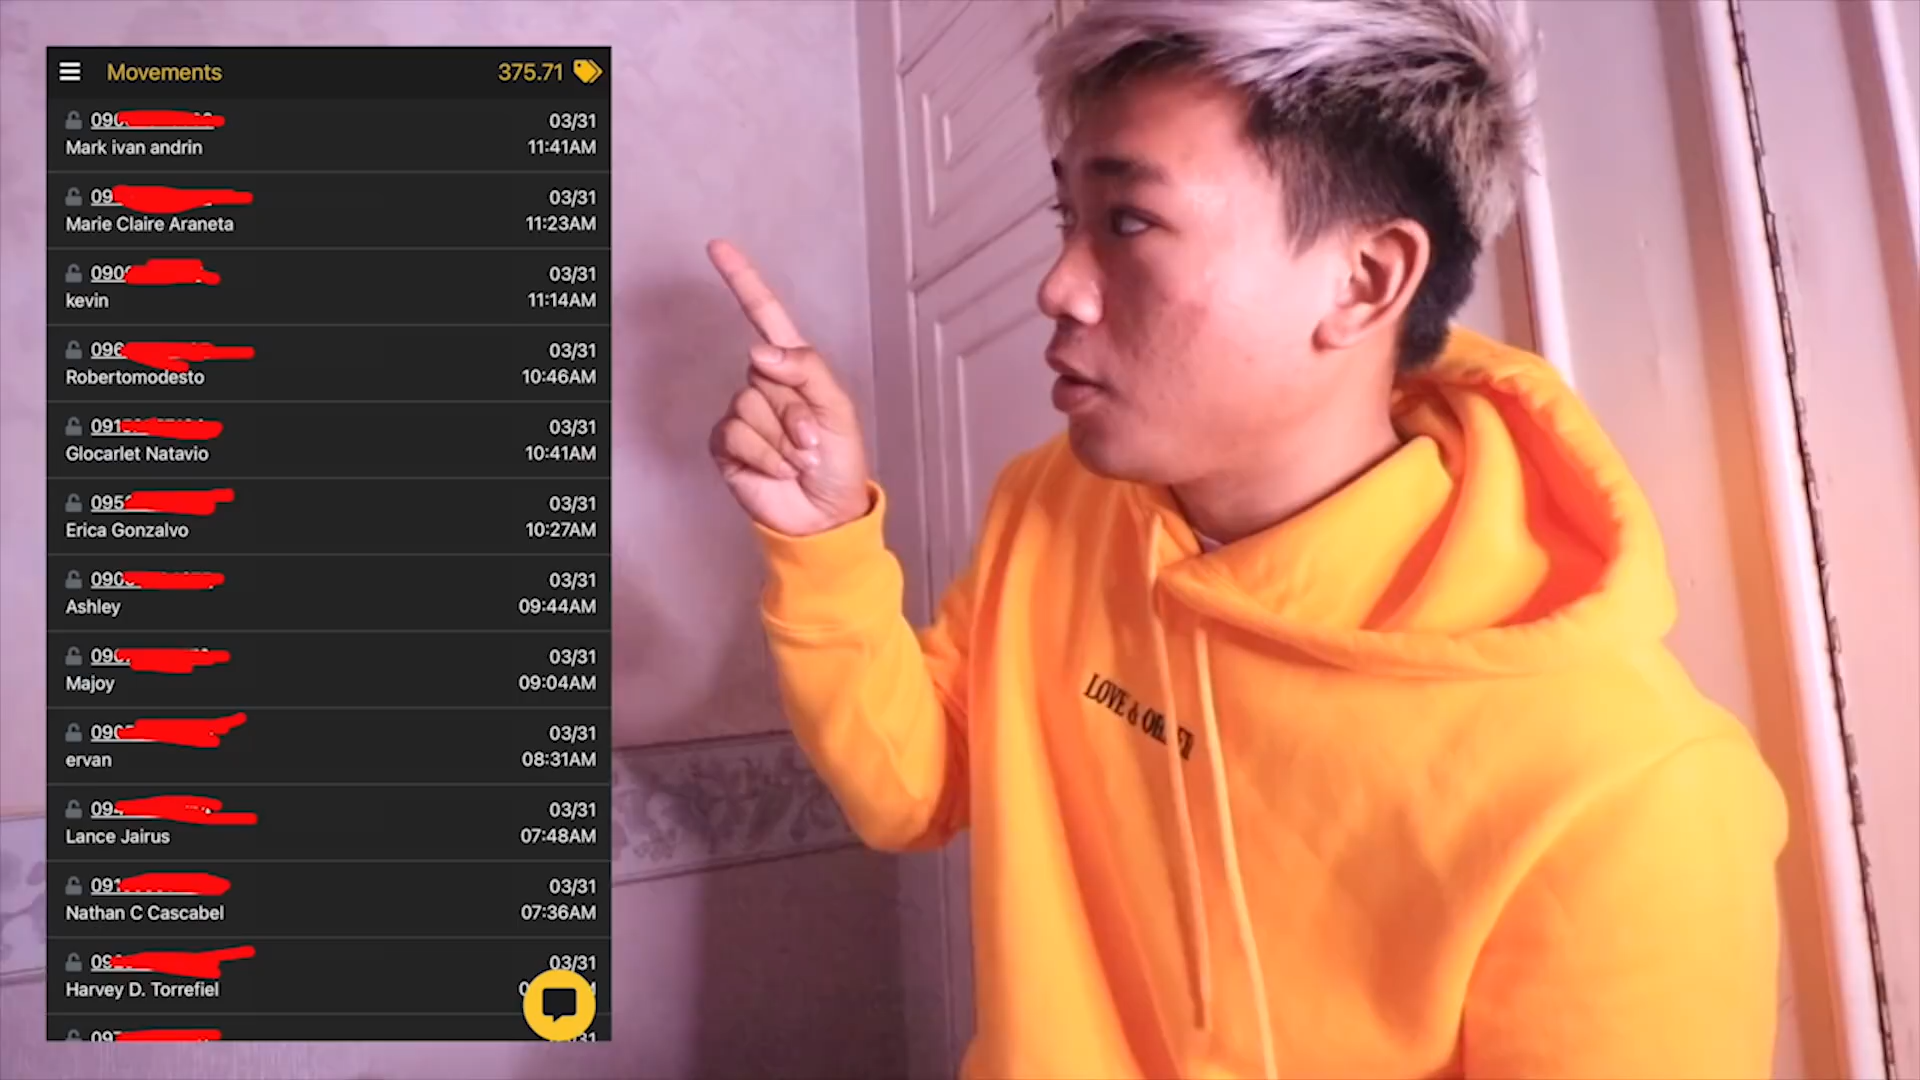 Movements 375.71
03/31
Mark ivan andrin 11:41AM
03/31
Marie Claire Araneta 11:23AM
03/31
kevin 11:14AM
03/31
Robertomodesto 10:46AM
03/31
Glocarlet Natavio 10:41AM
03/31
Erica Gonzalvo 10:27AM
03/31
Ashley 09:44AM
03/31
Majoy 09:04AM
03/31
ervan 08:31AM
03/31
Lance Jairus 07:48AM
03/31
Nathan C Cascabel 07:36AM
03/31
Harvey D. Torrefiel
LOVE &